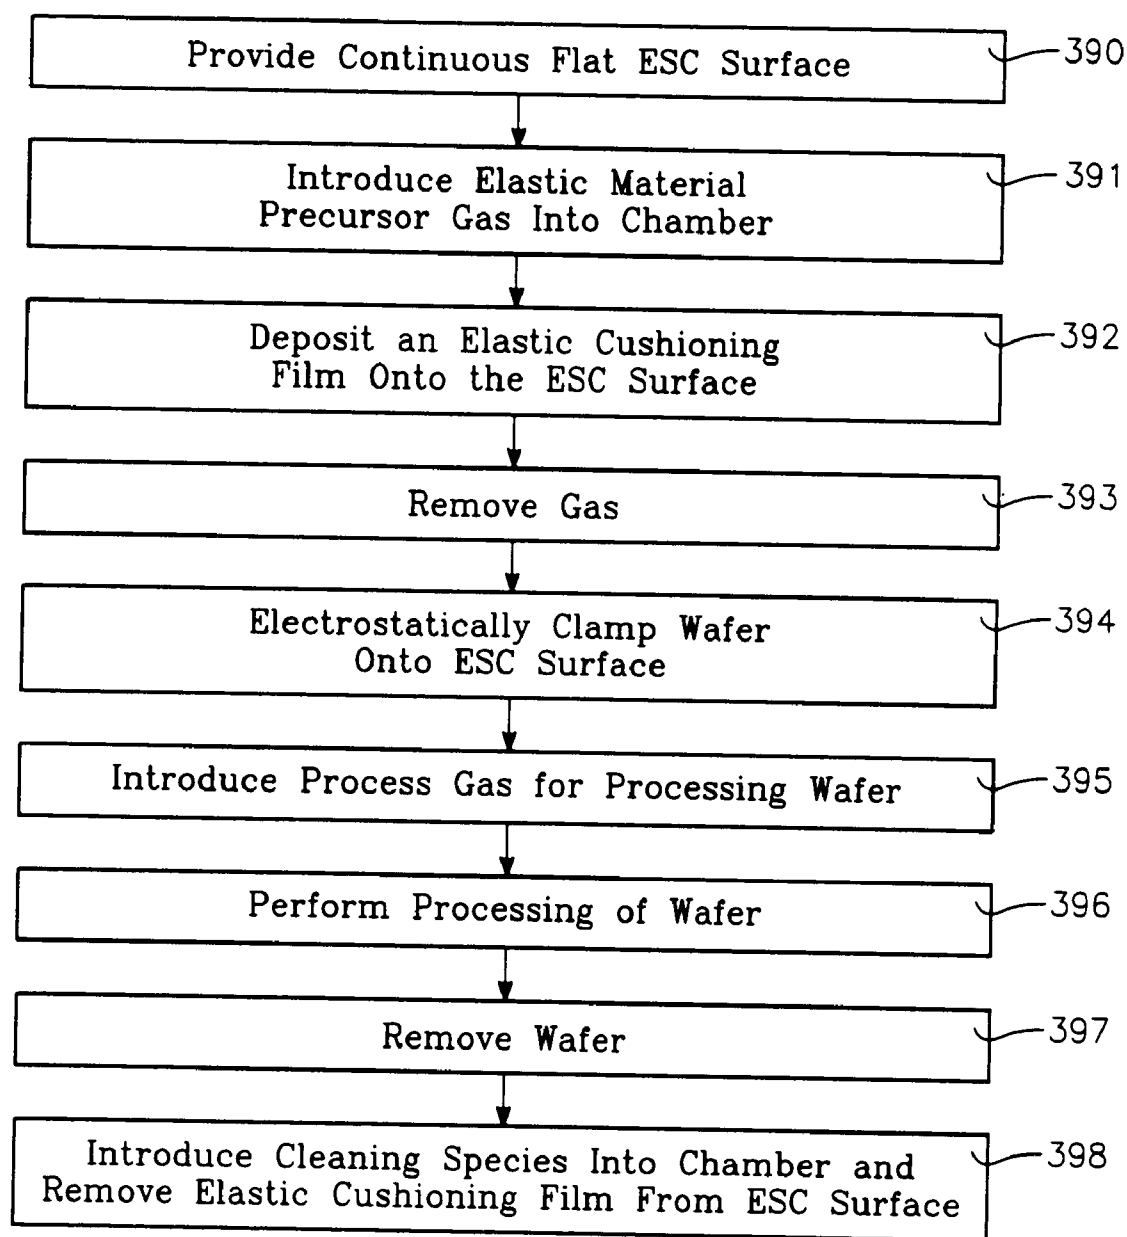 Provide Continuous Flat ESC Surface
390
Introduce Elastic Material
Precursor Gas Into Chamber
391
Deposit an Elastic Cushioning
Film Onto the ESC Surface
392
Remove Gas
393
Electrostatically Clamp Wafer
Onto ESC Surface
394
Introduce Process Gas for Processing Wafer
395
Perform Processing of Wafer
396
Remove Wafer
397
Introduce Cleaning Species Into Chamber and
Remove Elastic Cushioning Film From ESC Surface
398